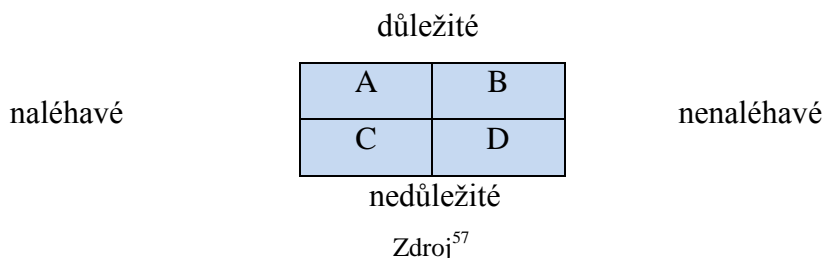 důležité
A B
naléhavé nenaléhavé
C D
nedůležité
Zdroj57